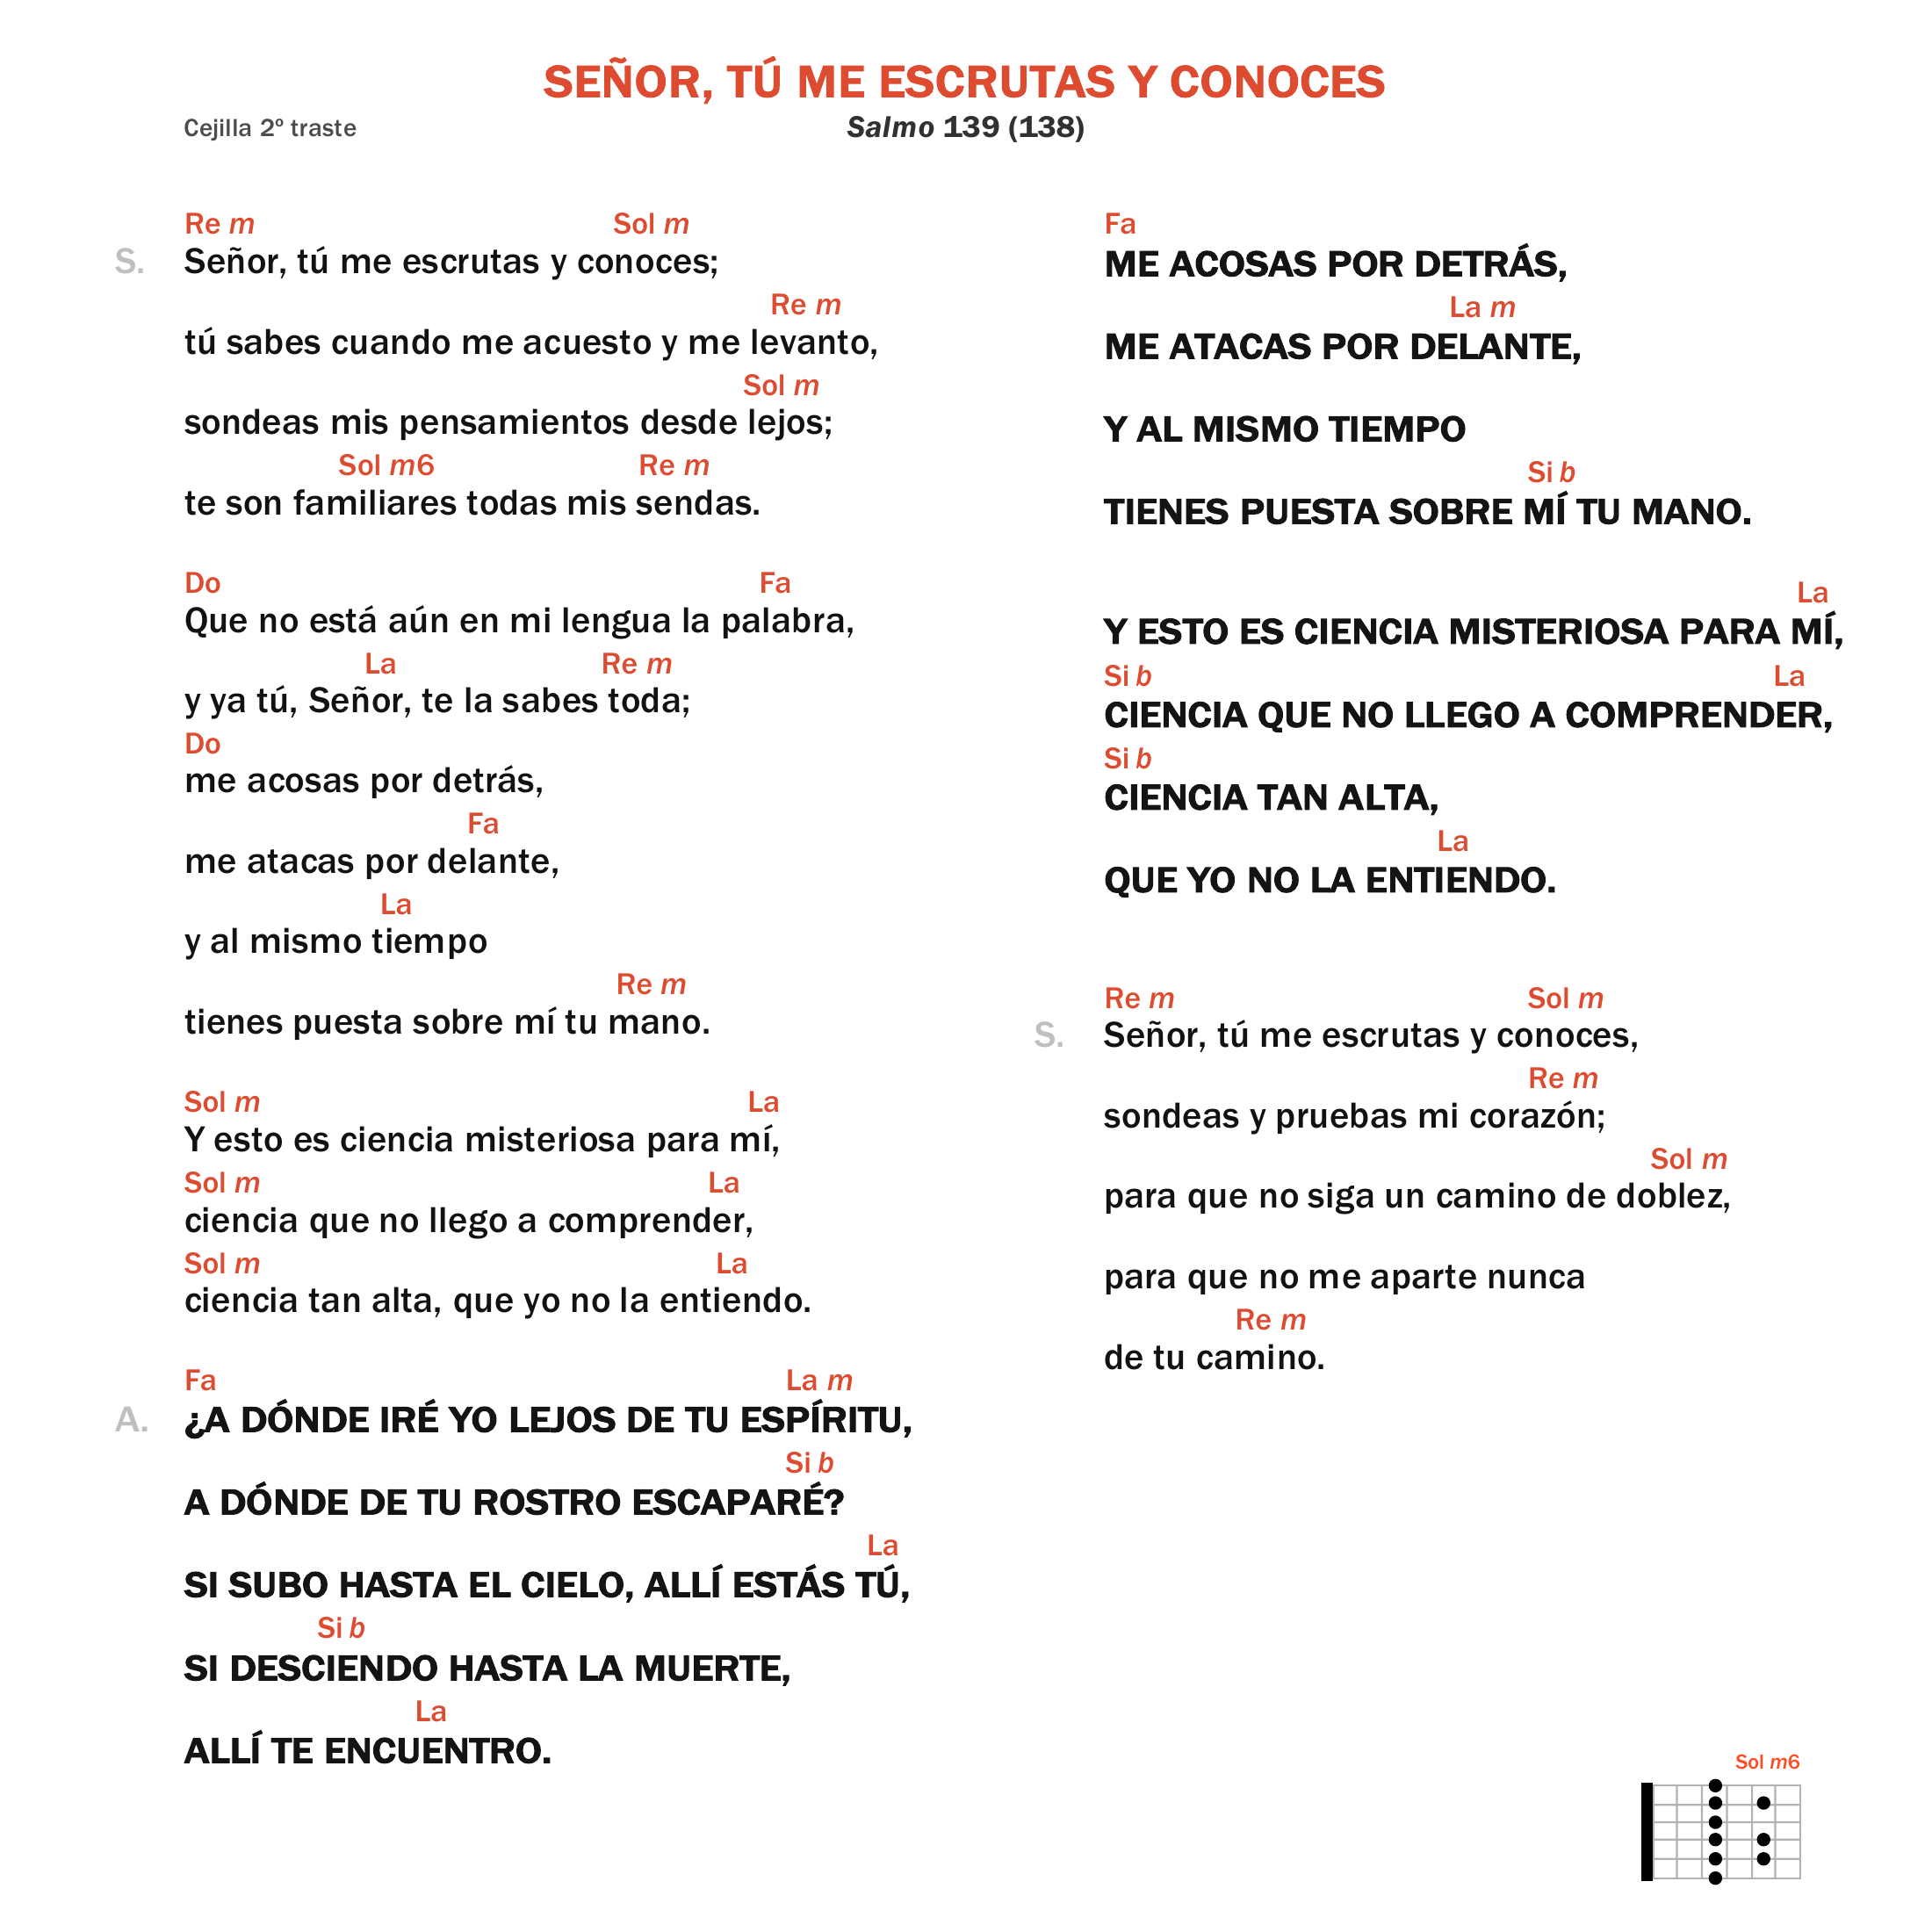 SEÑOR, TÚ ME ESCRUTAS Y CONOCES
Cejilla 2º traste
Salmo 139 (138)
Re m Sol m
S. Señor, tú me escrutas y conoces;
Re m
tú sabes cuando me acuesto y me levanto,
Sol m
sondeas mis pensamientos desde lejos;
Sol m6 Re m
te son familiares todas mis sendas.
Do Fa
Que no está aún en mi lengua la palabra,
La Re m
y ya tú, Señor, te la sabes toda;
Do
me acosas por detrás,
Fa
me atacas por delante,
La
y al mismo tiempo
Re m
tienes puesta sobre mí tu mano.
Sol m La
Y esto es ciencia misteriosa para mí,
Sol m La
ciencia que no llego a comprender,
Sol m La
ciencia tan alta, que yo no la entiendo.
Fa La m
A. ¿A DÓNDE IRÉ YO LEJOS DE TU ESPÍRITU,
Si b
A DÓNDE DE TU ROSTRO ESCAPARÉ?
La
SI SUBO HASTA EL CIELO, ALLÍ ESTÁS TÚ,
Si b
SI DESCIENDO HASTA LA MUERTE,
La
ALLÍ TE ENCUENTRO.
Fa
ME ACOSAS POR DETRÁS,
La m
ME ATACAS POR DELANTE,
Y AL MISMO TIEMPO
Si b
TIENES PUESTA SOBRE MÍ TU MANO.
La
Y ESTO ES CIENCIA MISTERIOSA PARA MÍ,
Si b La
CIENCIA QUE NO LLEGO A COMPRENDER,
Si b
CIENCIA TAN ALTA,
La
QUE YO NO LA ENTIENDO.
Re m Sol m
S. Señor, tú me escrutas y conoces,
Re m
sondeas y pruebas mi corazón;
Sol m
para que no siga un camino de doblez,
para que no me aparte nunca
Re m
de tu camino.
Sol m6